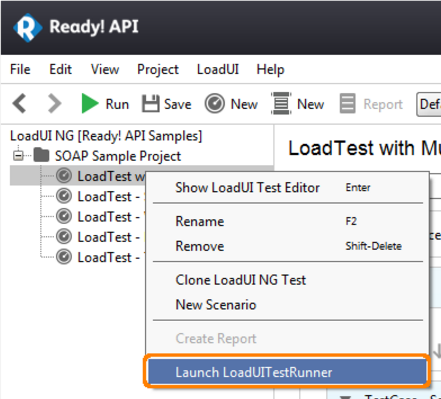 Ready! API
File Edit View Project LoadUI Help
Run Save New New Report Def
LoadUI NG [Ready! API Samples]
LoadTest with Mu
SOAP Sample Project
LoadTest w
Show LoadUI Test Editor Enter
LoadTest -
LoadTest -
Rename F2
LoadTest -
Remove Shift-Delete
LoadTest -
Clone LoadUI NG Test
New Scenario
Create Report
Launch LoadUITestRunner